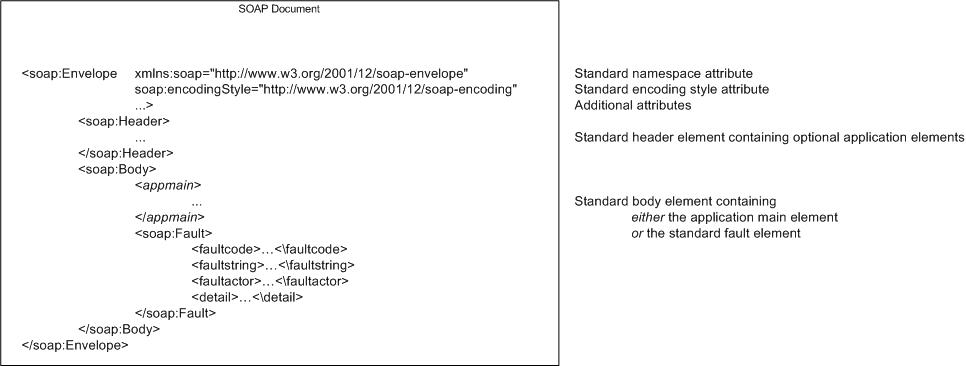 SOAP Document
<soap:Envelope xmlns:soap="http://www.w3.org/2001/12/soap-envelope" Standard namespace attribute
soap:encodingStyle="http://www.w3.org/2001/12/soap-encoding" Standard encoding style attribute
...> Additional attributes
<soap:Header>
... Standard header element containing optional application elements
</soap:Header>
<soap:Body>
<appmain>
... Standard body element containing
</appmain> either the application main element
<soap:Fault> or the standard fault element
<faultcode>…<\faultcode>
<faultstring>…<\faultstring>
<faultactor>…<\faultactor>
<detail>…<\detail>
</soap:Fault>
</soap:Body>
</soap:Envelope>